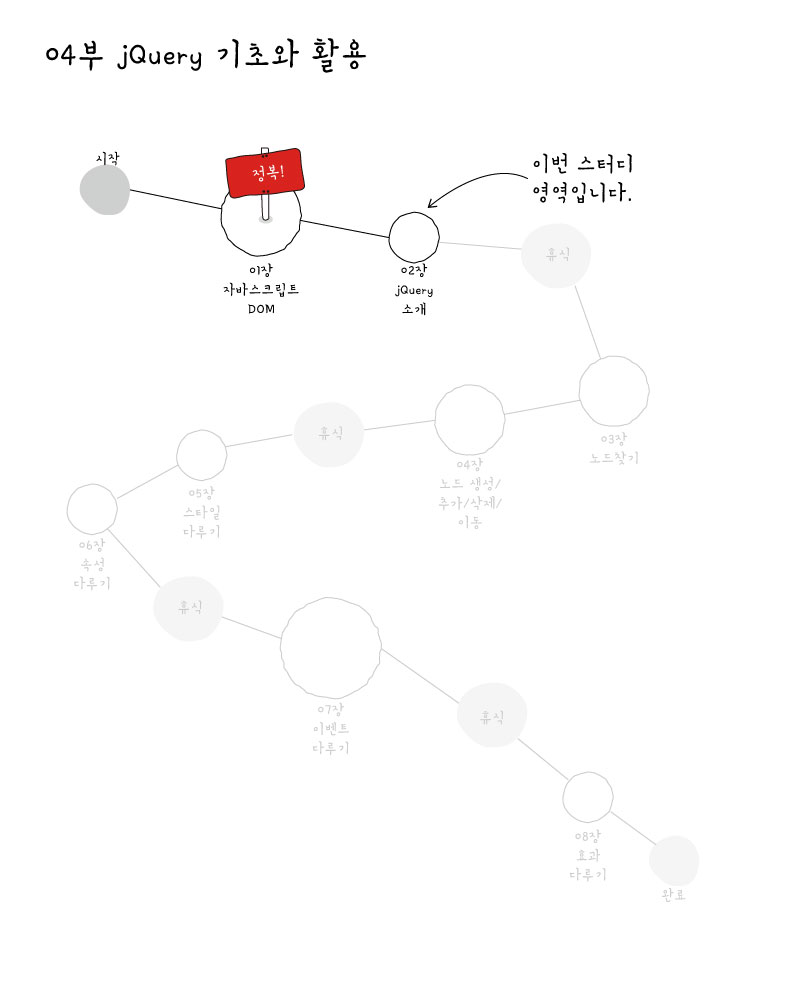 04부 jQuery 기초와 활용
시작
정복!
이번 스터디
영역입니다.
01장
자바스크립트
DOM
02장
jQuery
소개
휴식
03장
노드찾기
04장
노드 생성/
추가/삭제/
이동
휴식
05장
스타일
다루기
06장
속성
다루기
휴식
07장
이벤트
다루기
휴식
08장
효과
다루기
완료